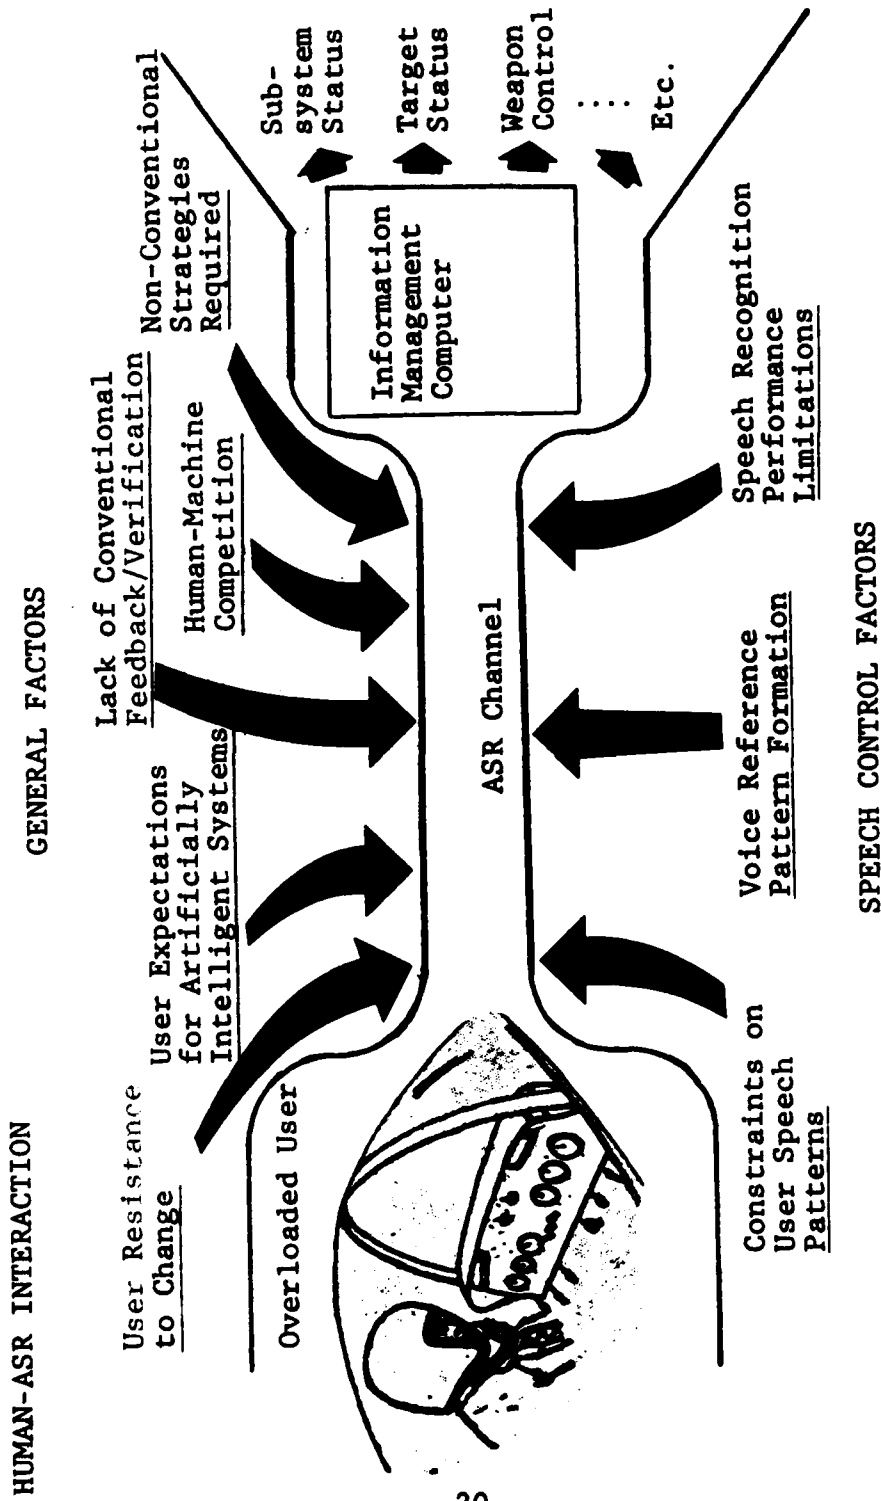 HUMAN-ASR INTERACTION
GENERAL FACTORS
User Resistance
to Change
User Expectations
for Artificially
Intelligent Systems
Lack of Conventional
Feedback/Verification
Human-Machine
Competition
Non-Conventional
Strategies
Required
Overloaded User
ASR Channel
Information
Management
Computer
Sub-
system
Status
Target
Status
Weapon
Control
Etc.
Constraints on
User Speech
Patterns
Voice Reference
Pattern Formation
Speech Recognition
Performance
Limitations
SPEECH CONTROL FACTORS